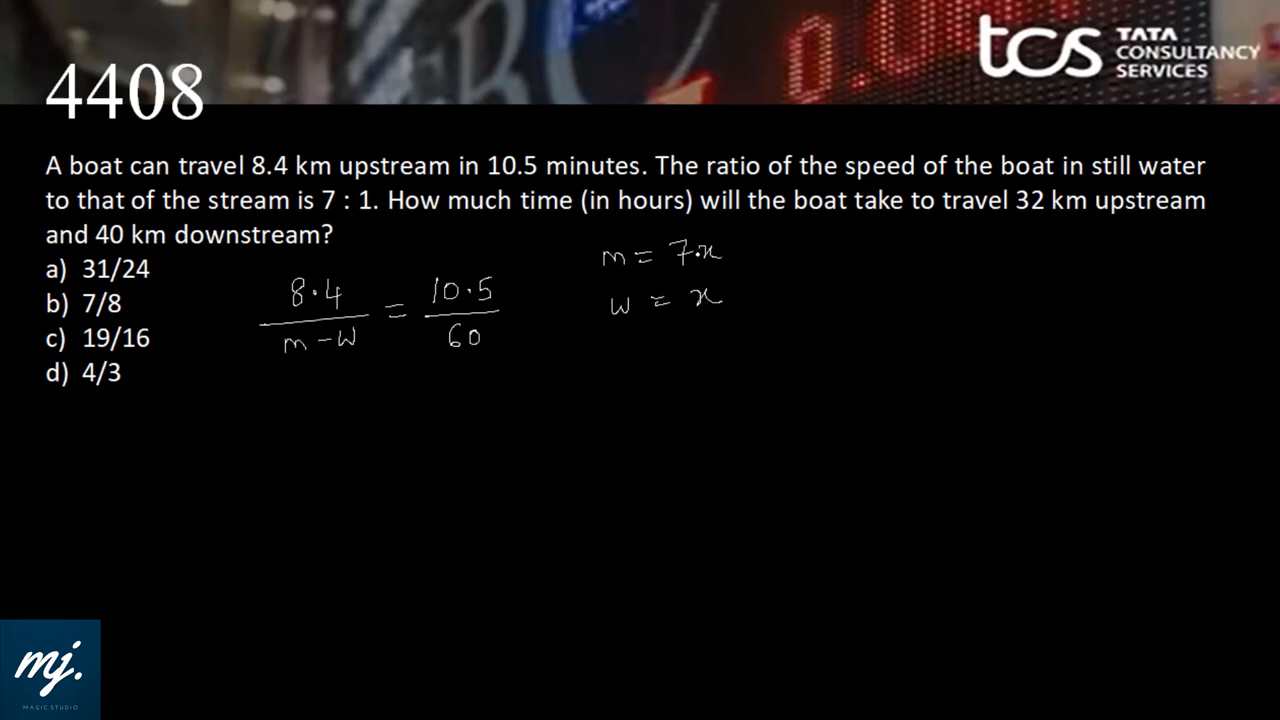 tcs TATA CONSULTANCY SERVICES
4408
A boat can travel 8.4 km upstream in 10.5 minutes. The ratio of the speed of the boat in still water
to that of the stream is 7 : 1. How much time (in hours) will the boat take to travel 32 km upstream
and 40 km downstream?
a) 31/24
b) 7/8
c) 19/16
d) 4/3
8.4 / m-w = 10.5 / 60
m = 7.x
w = x
mj.
MAGIC STUDIO